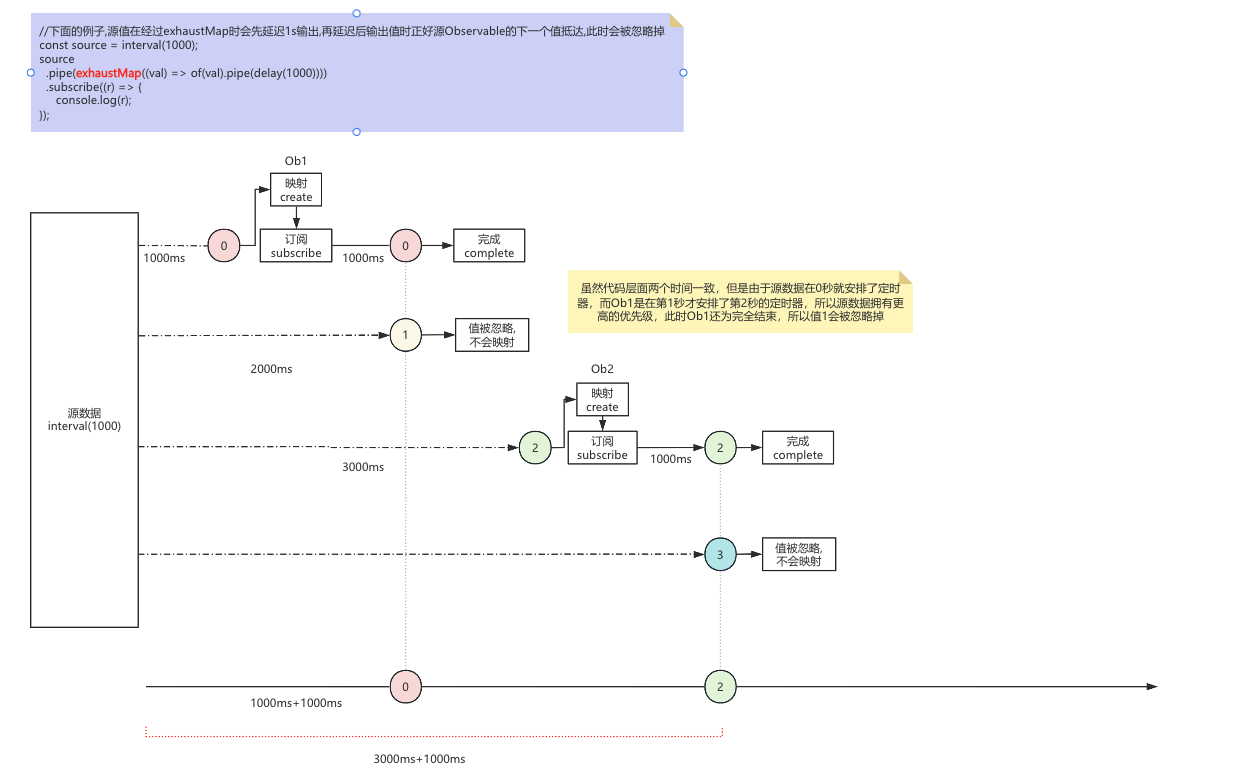 //下面的例子,源值在经过exhaustMap时会先延迟1s输出,再延迟后输出值时正好源Observable的下一个值抵达,此时会被忽略掉
const source = interval(1000);
source
.pipe(exhaustMap((val) => of(val).pipe(delay(1000))))
.subscribe((r) => {
console.log(r);
});
Ob1
映射
create
0
订阅
subscribe
0
完成
complete
1000ms
1000ms
虽然代码层面两个时间一致，但是由于源数据在0秒就安排了定时
器，而Ob1是在第1秒才安排了第2秒的定时器，所以源数据拥有更
高的优先级，此时Ob1还为完全结束，所以值1会被忽略掉
1
值被忽略,
不会映射
2000ms
Ob2
映射
create
源数据
interval(1000)
2
订阅
subscribe
2
完成
complete
1000ms
3000ms
3
值被忽略,
不会映射
0
2
1000ms+1000ms
3000ms+1000ms